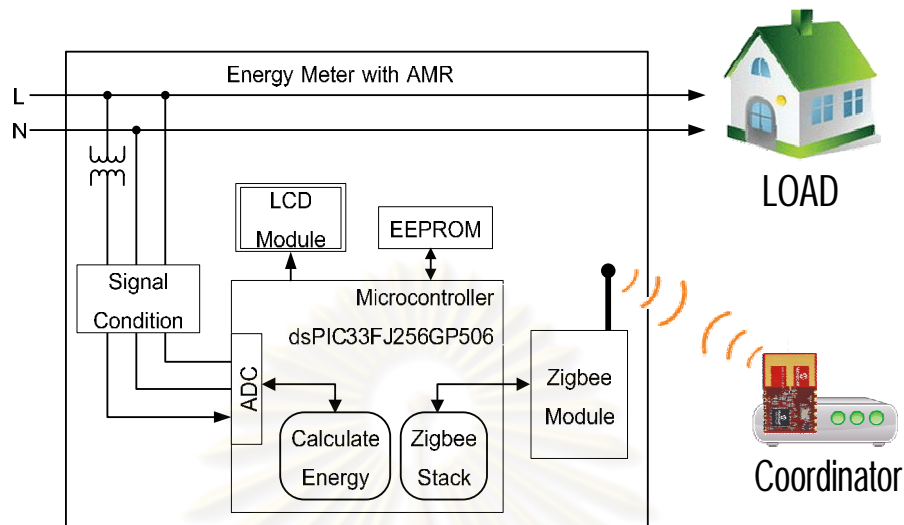 Energy Meter with AMR
L
N
LOAD
LCD
Module
EEPROM
Signal
Condition
Microcontroller
dsPIC33FJ256GP506
ADC
Calculate
Energy
Zigbee
Stack
Zigbee
Module
Coordinator